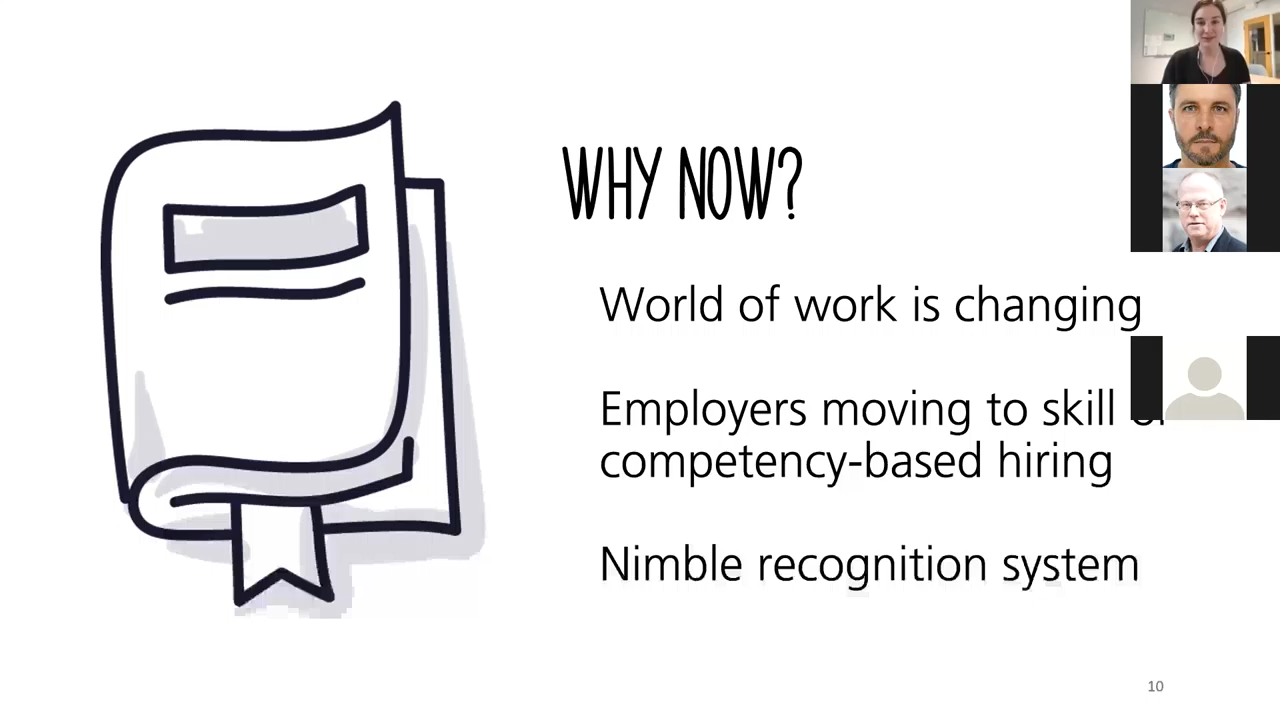 WHY NOW?
World of work is changing
Employers moving to skill
competency-based hiring
Nimble recognition system
10